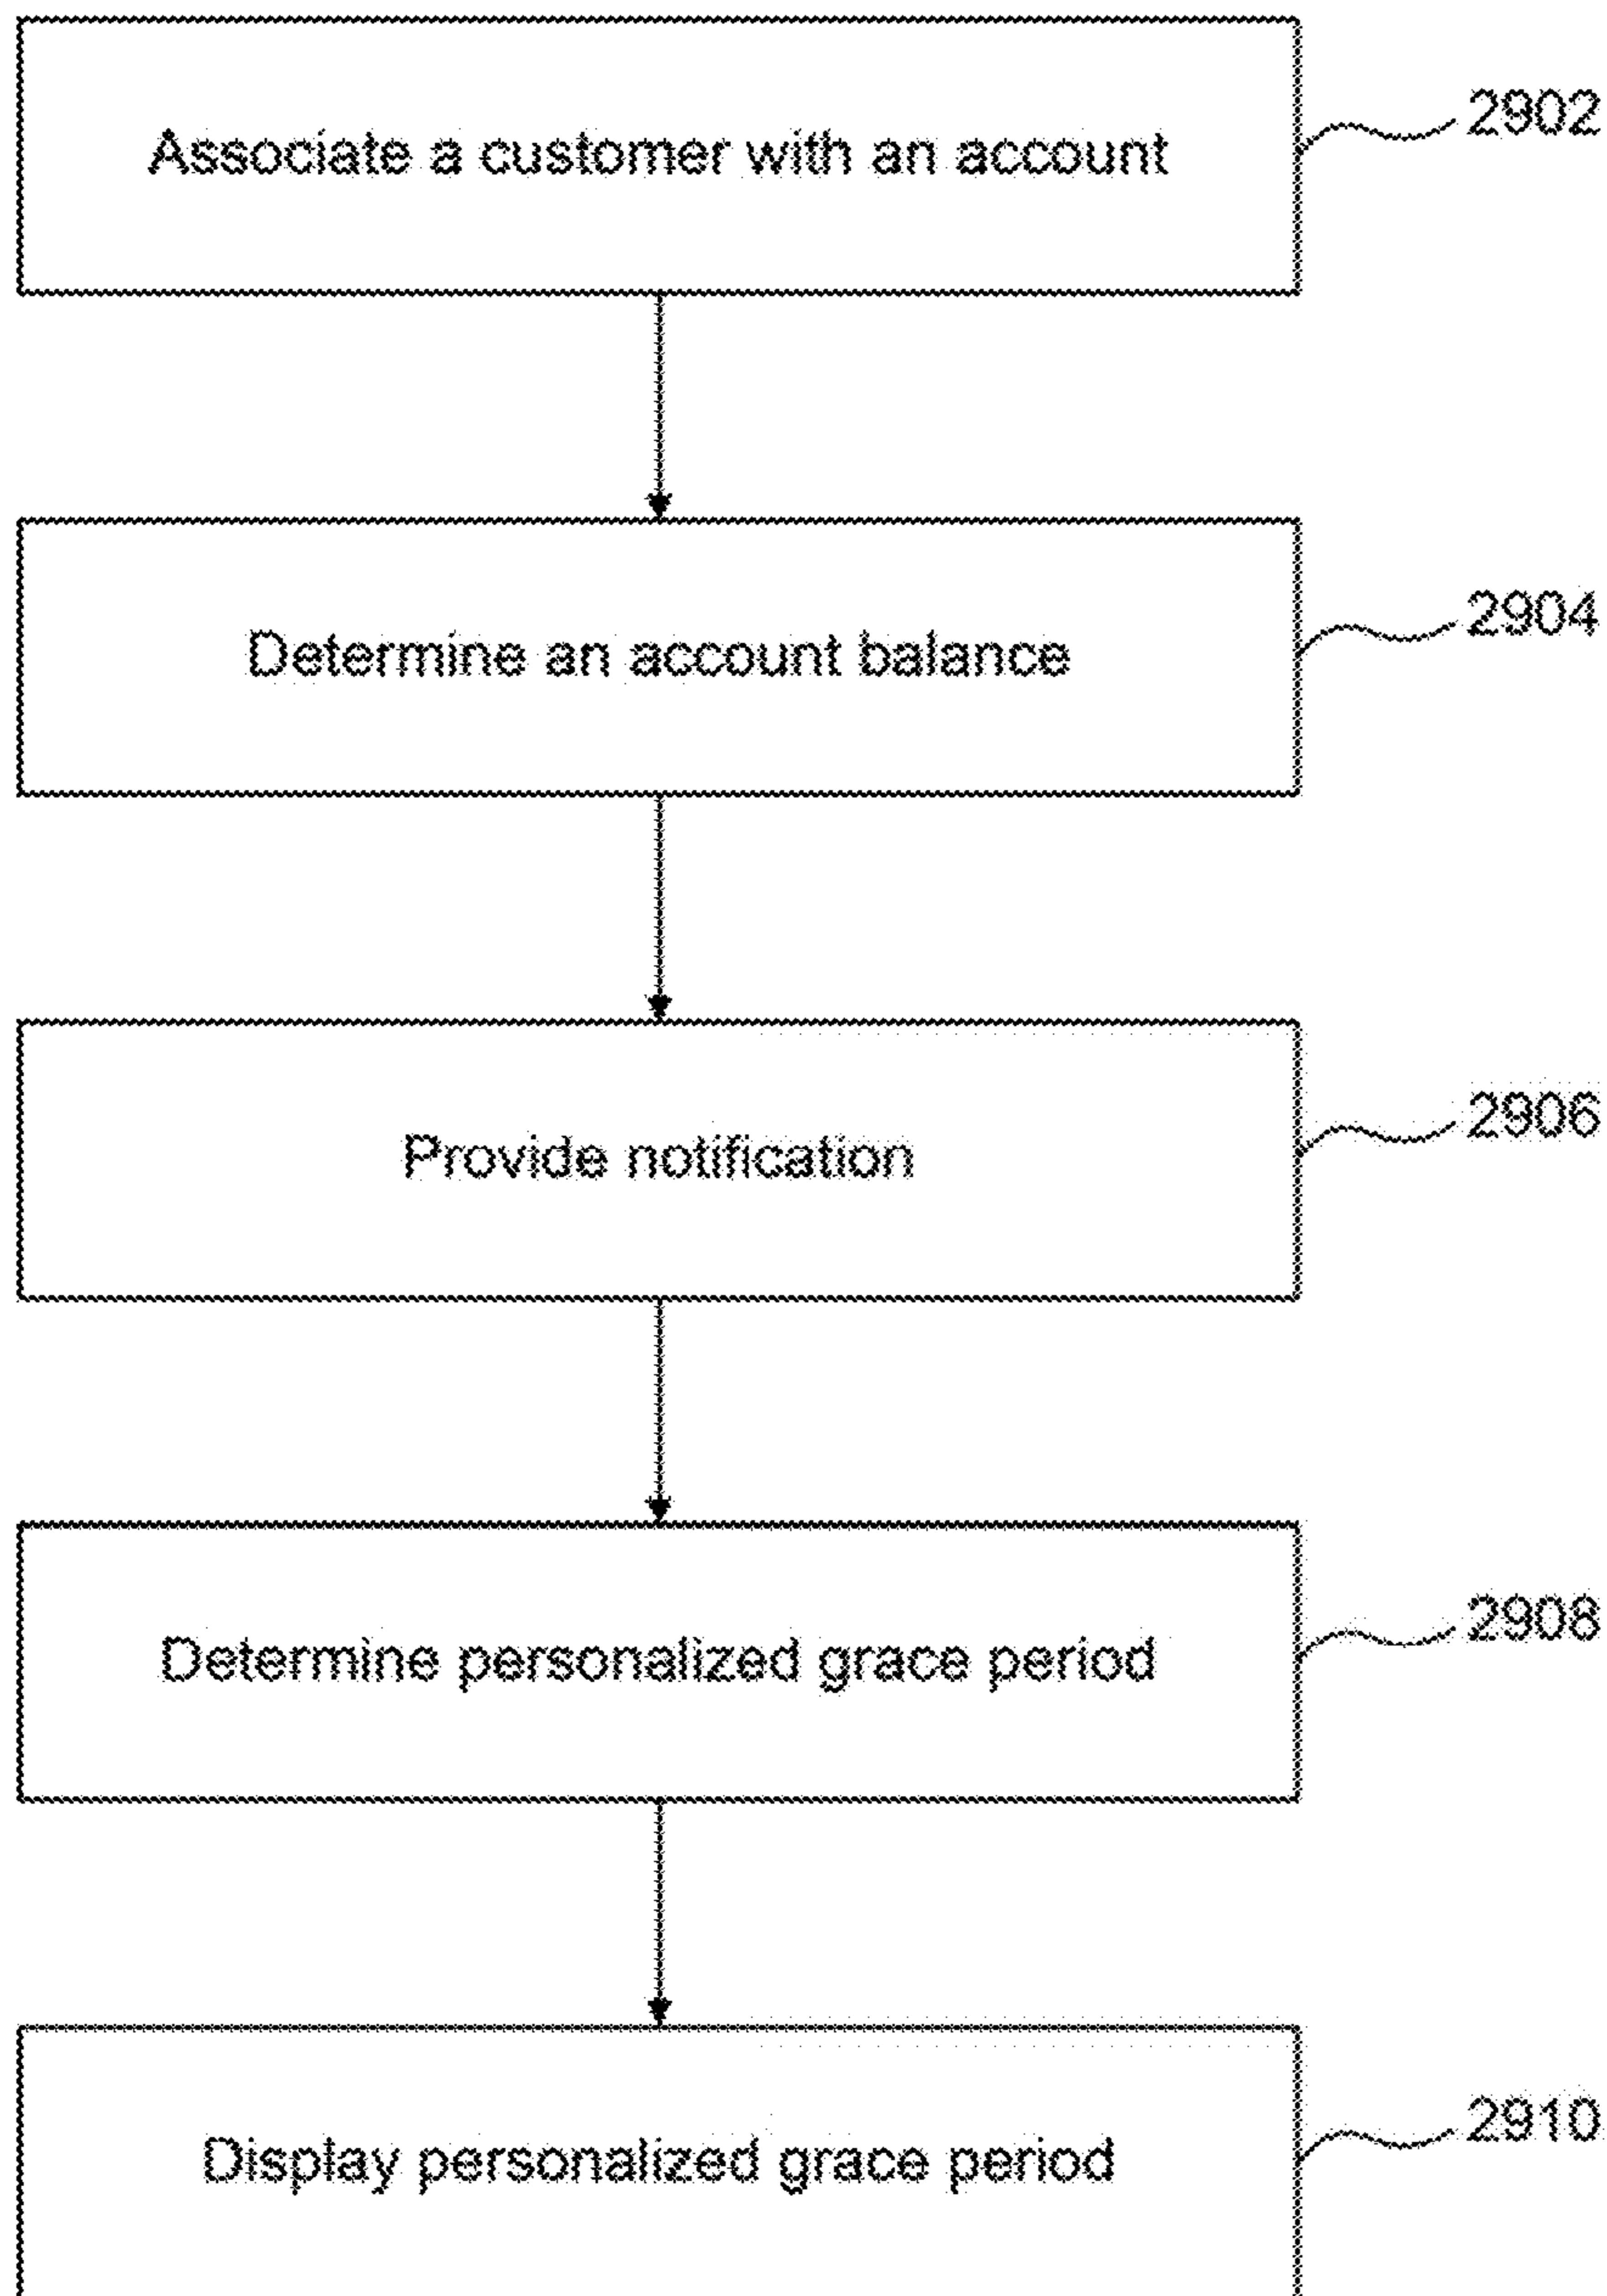 Associate a customer with an account
2902
Determine an account balance
2904
Provide notification
2906
Determine personalized grace period
2908
Display personalized grace period
2910